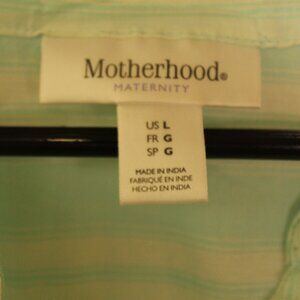 Motherhood®
MATERNITY
US L
FR G
SP G
MADE IN INDIA
FABRIQUÉ EN INDE
HECHO EN INDIA